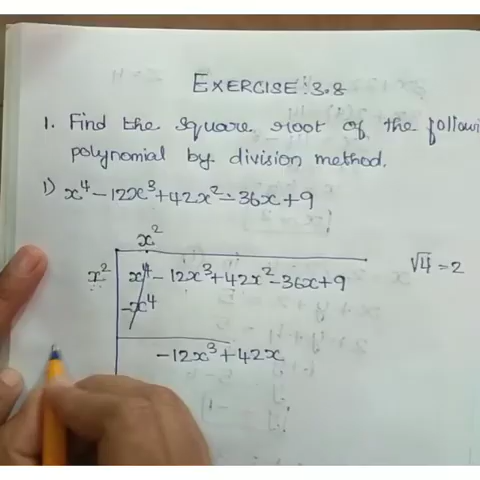 EXERCISE: 3.8
1. Find the square root of the
polynomial by division method.
1) x⁴ - 12x³ + 42x² - 36x + 9
x²
x² x⁴ - 12x³ + 42x² - 36x + 9 √4 = 2
-x⁴
-12x³ + 42x